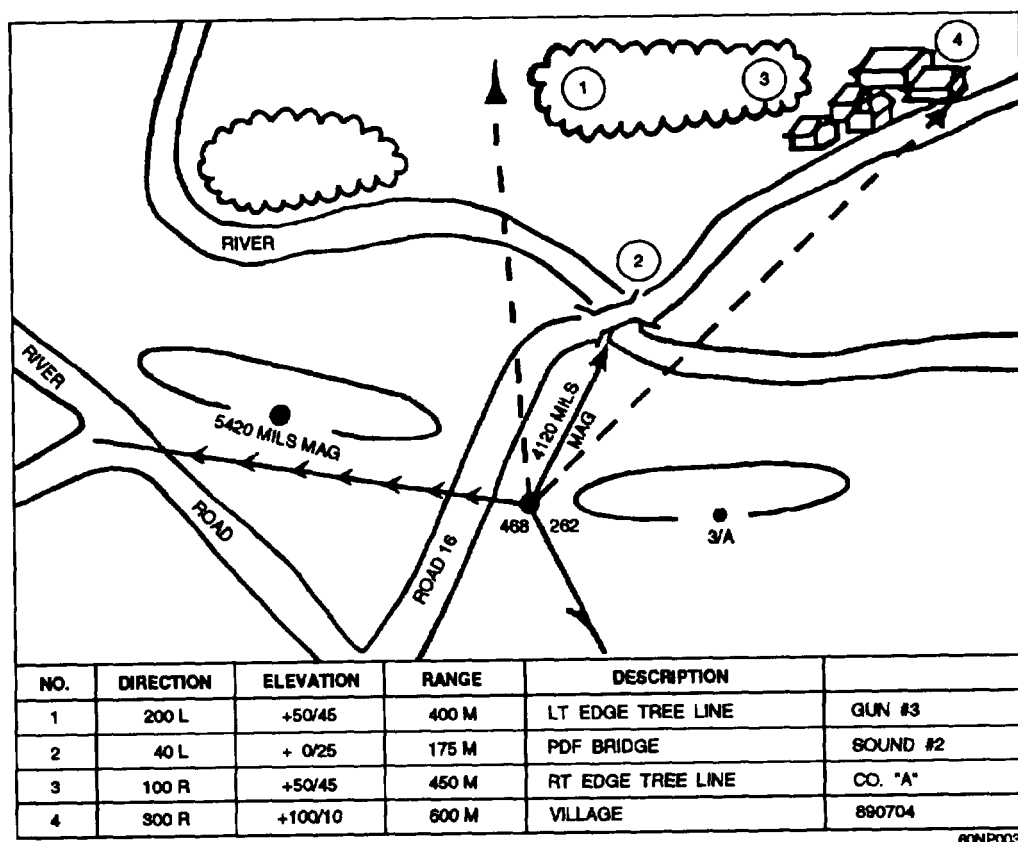 1
3
4
RIVER
2
RIVER
5420 MILS MAG
4120 MILS
MAG
468 262
3/A
ROAD
ROAD 16
NO. DIRECTION ELEVATION RANGE DESCRIPTION
1 200 L +50/45 400 M LT EDGE TREE LINE GUN #3
2 40 L + 0/25 175 M PDF BRIDGE SOUND #2
3 100 R +50/45 450 M RT EDGE TREE LINE CO. "A"
4 300 R +100/10 600 M VILLAGE 890704
60NP003